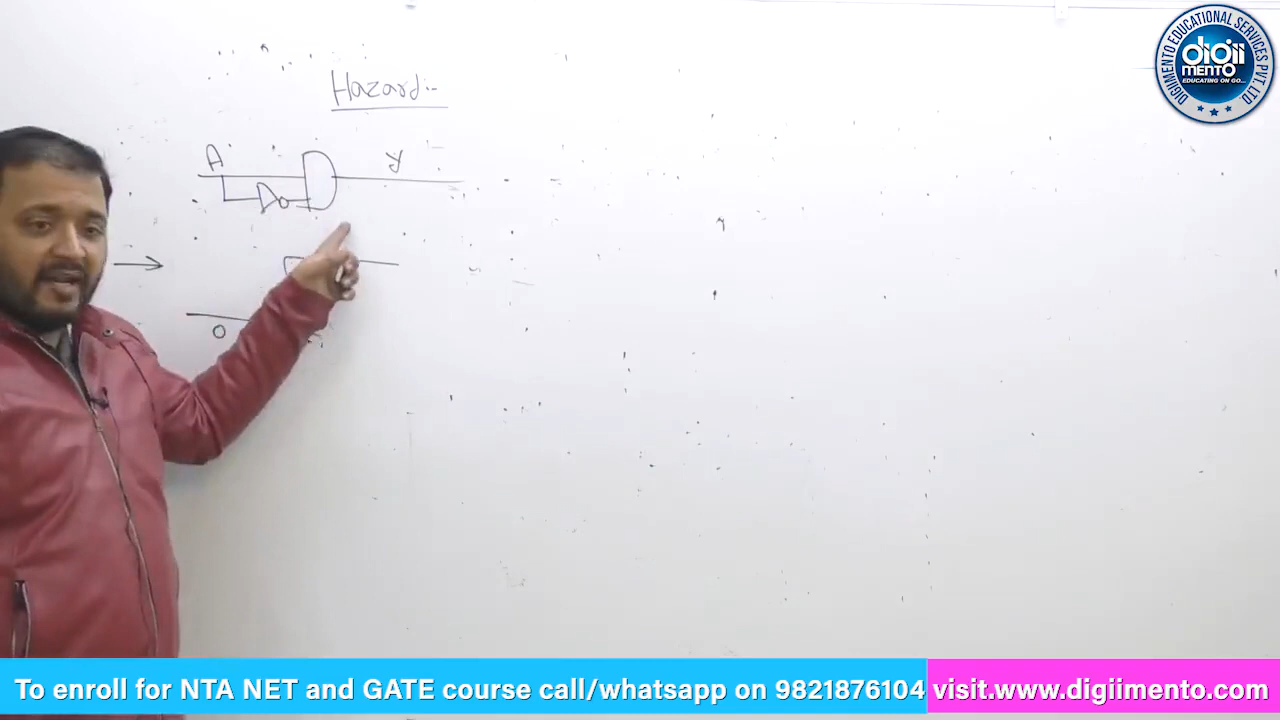 Hazard:-
A
y
0
DIGIIMENTO EDUCATIONAL SERVICES PVT. LTD
digii
MENTO
EDUCATING ON GO...
To enroll for NTA NET and GATE course call/whatsapp on 9821876104 visit.www.digiimento.com